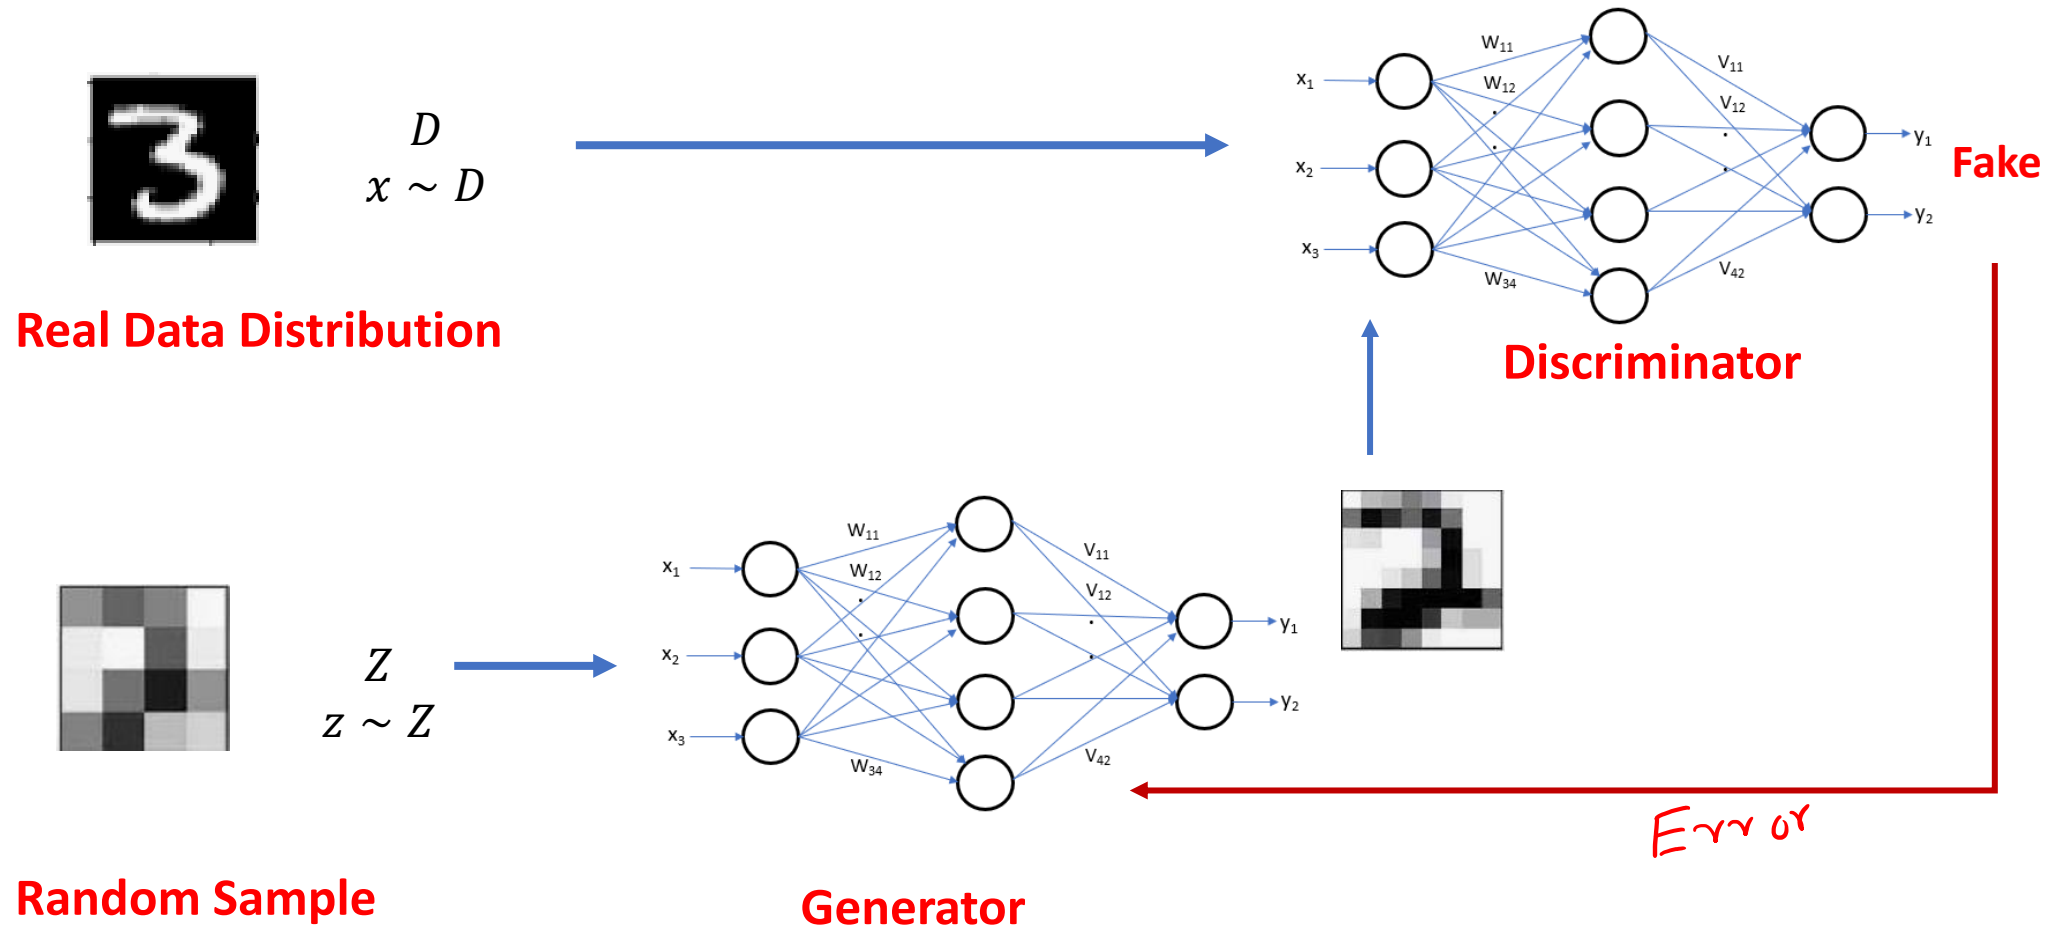 D
x ~ D
Real Data Distribution
x1
x2
x3
W11
W12
W34
V11
V12
V42
y1
y2
Fake
Discriminator
Z
z ~ Z
Random Sample
x1
x2
x3
W11
W12
W34
V11
V12
V42
y1
y2
Generator
Error